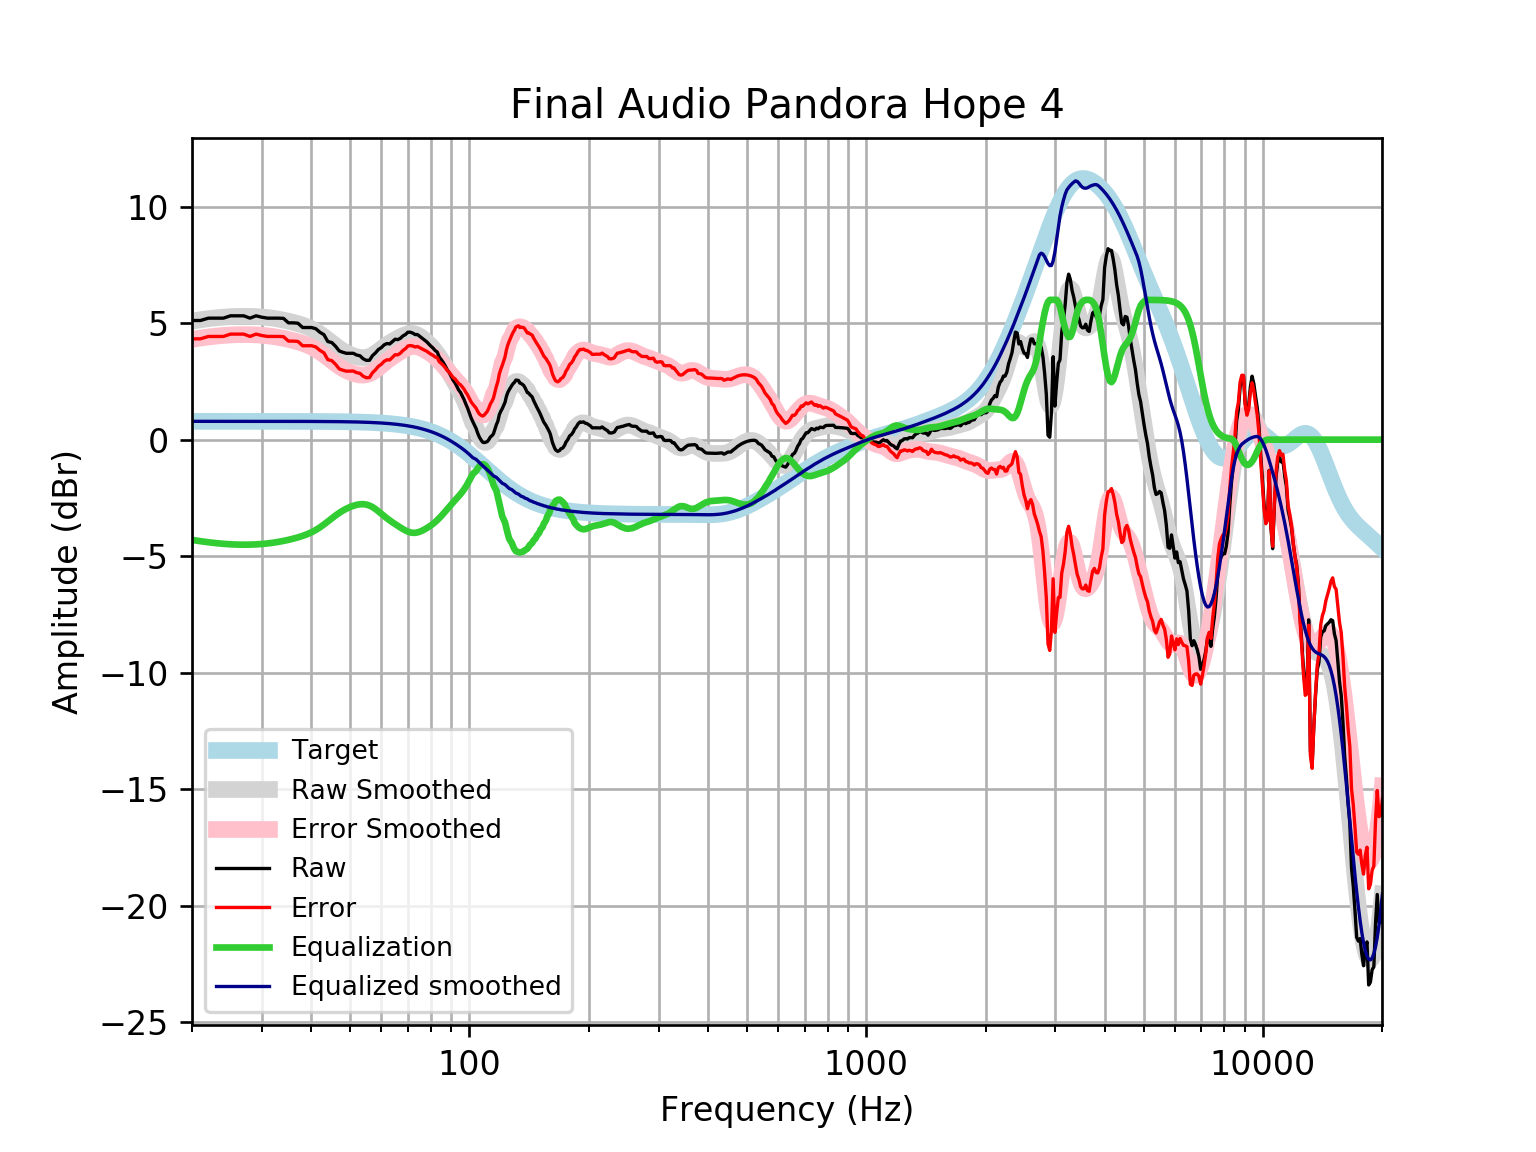 Final Audio Pandora Hope 4
Amplitude (dBr)
10
5
0
−5
−10
−15
−20
−25
Target
Raw Smoothed
Error Smoothed
Raw
Error
Equalization
Equalized smoothed
100
1000
10000
Frequency (Hz)